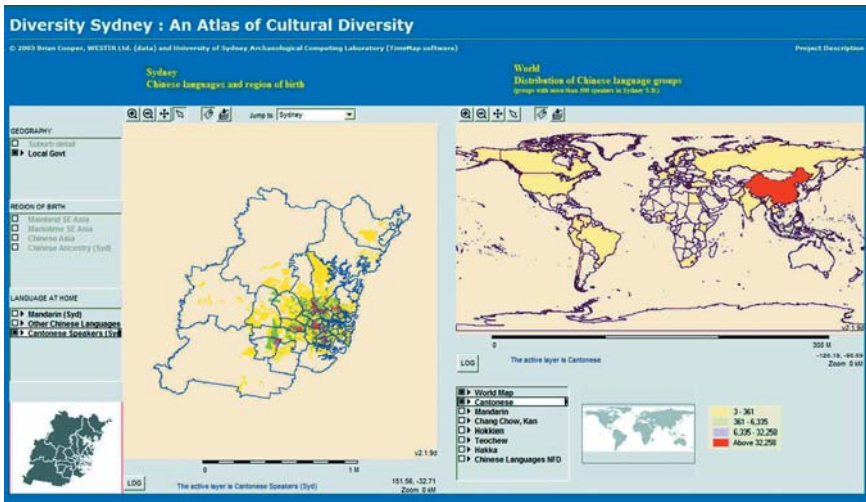 Diversity Sydney : An Atlas of Cultural Diversity
© 2003 Brian Cooper, WESTIR Ltd. (data) and University of Sydney Archaeological Computing Laboratory (TimeMap software)
Project Description
Sydney
Chinese languages and region of birth
World
Distribution of Chinese language groups
Jump to Sydney
GEOGRAPHY
Suburb detail
Local Govt
REGION OF BIRTH
Mainland SE Asia
Maritime SE Asia
Chinese Asia
Chinese Ancestry (Syd)
LANGUAGE AT HOME
Mandarin (Syd)
Other Chinese Languages
Cantonese Speakers (Syd
v2.1.9d
0 1 M
LOG
The active layer is Cantonese Speakers (Syd)
151.56, -32.71
Zoom 0 kM
v2.1.9d
0 300 M
LOG
The active layer is Cantonese
Zoom 0 kM
World Map
Cantonese
Mandarin
Chang Chow, Kan
Hokkien
Teochew
Hakka
Chinese Languages NFD
3 - 361
361 - 6,335
6,335 - 32,258
Above 32,258